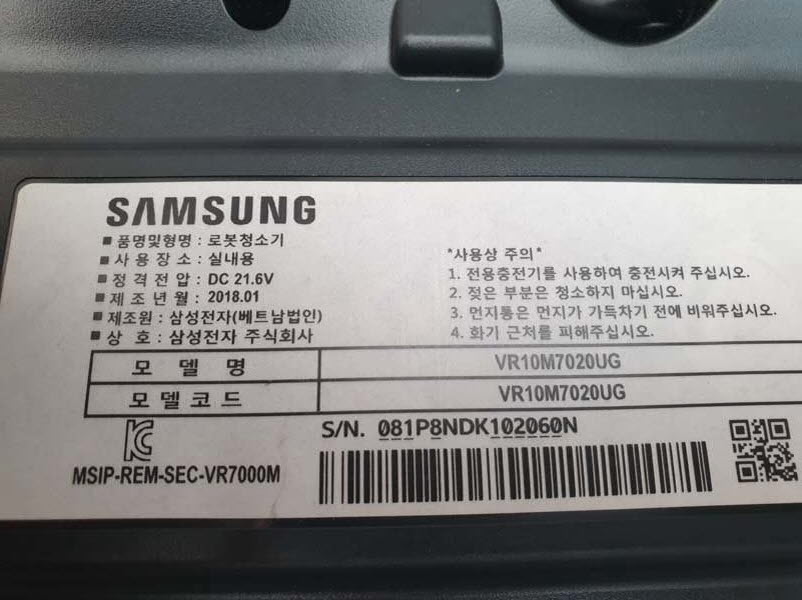 SAMSUNG
■ 품명및형명 : 로봇청소기
■ 사용 장소 : 실내용
■ 정격 전압 : DC 21.6V
■ 제조 년월 : 2018.01
■ 제조원 : 삼성전자(베트남법인)
■ 상 호 : 삼성전자 주식회사
*사용상 주의*
1. 전용충전기를 사용하여 충전시켜 주십시오.
2. 젖은 부분은 청소하지 마십시오.
3. 먼지통은 먼지가 가득차기 전에 비워주십시오.
4. 화기 근처를 피해주십시오.
모 델 명 VR10M7020UG
모 델 코 드 VR10M7020UG
MSIP-REM-SEC-VR7000M
S/N. 081P8NDK102060N